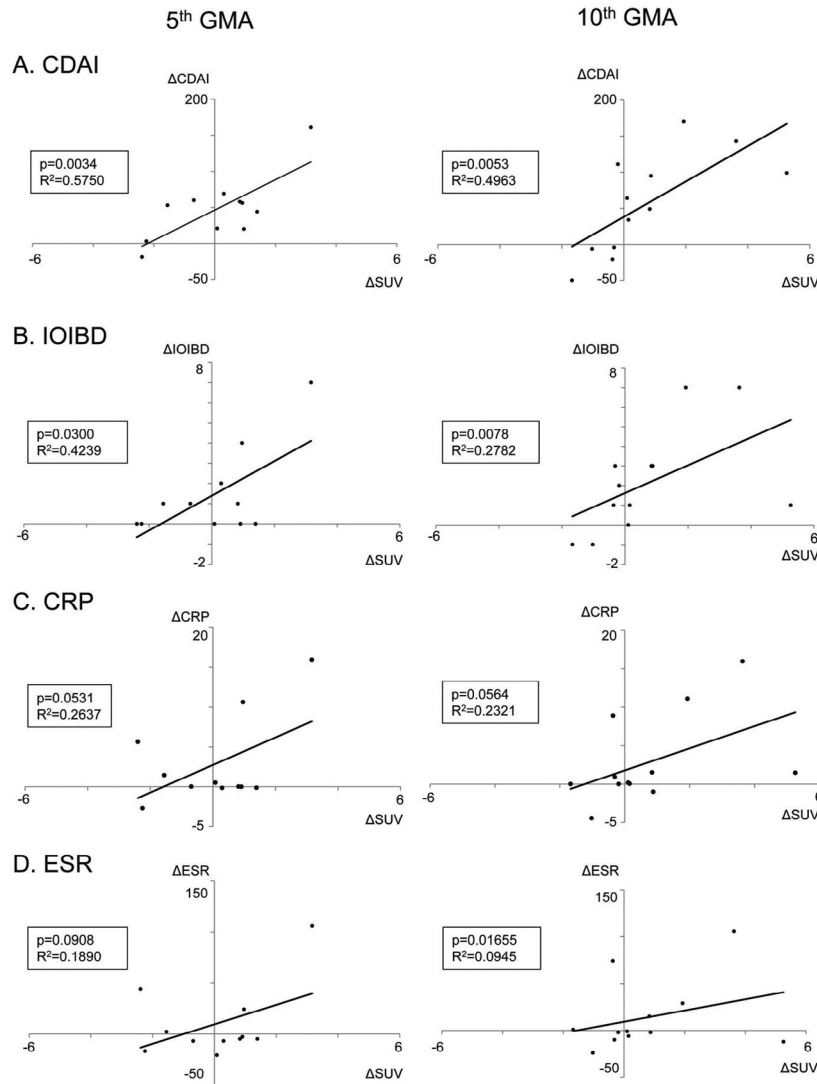 5th GMA
10th GMA
A. CDAI
ΔCDAI
200
p=0.0034
R²=0.5750
-6
6
-50
ΔSUV
ΔCDAI
200
p=0.0053
R²=0.4963
-6
6
-50
ΔSUV
B. IOIBD
ΔIOIBD
8
p=0.0300
R²=0.4239
-6
6
-2
ΔSUV
ΔIOIBD
8
p=0.0078
R²=0.2782
-6
6
-2
ΔSUV
C. CRP
ΔCRP
20
p=0.0531
R²=0.2637
-6
6
-5
ΔSUV
ΔCRP
20
p=0.0564
R²=0.2321
-6
6
-5
ΔSUV
D. ESR
ΔESR
150
p=0.0908
R²=0.1890
-6
6
-50
ΔSUV
ΔESR
150
p=0.01655
R²=0.0945
-6
6
-50
ΔSUV